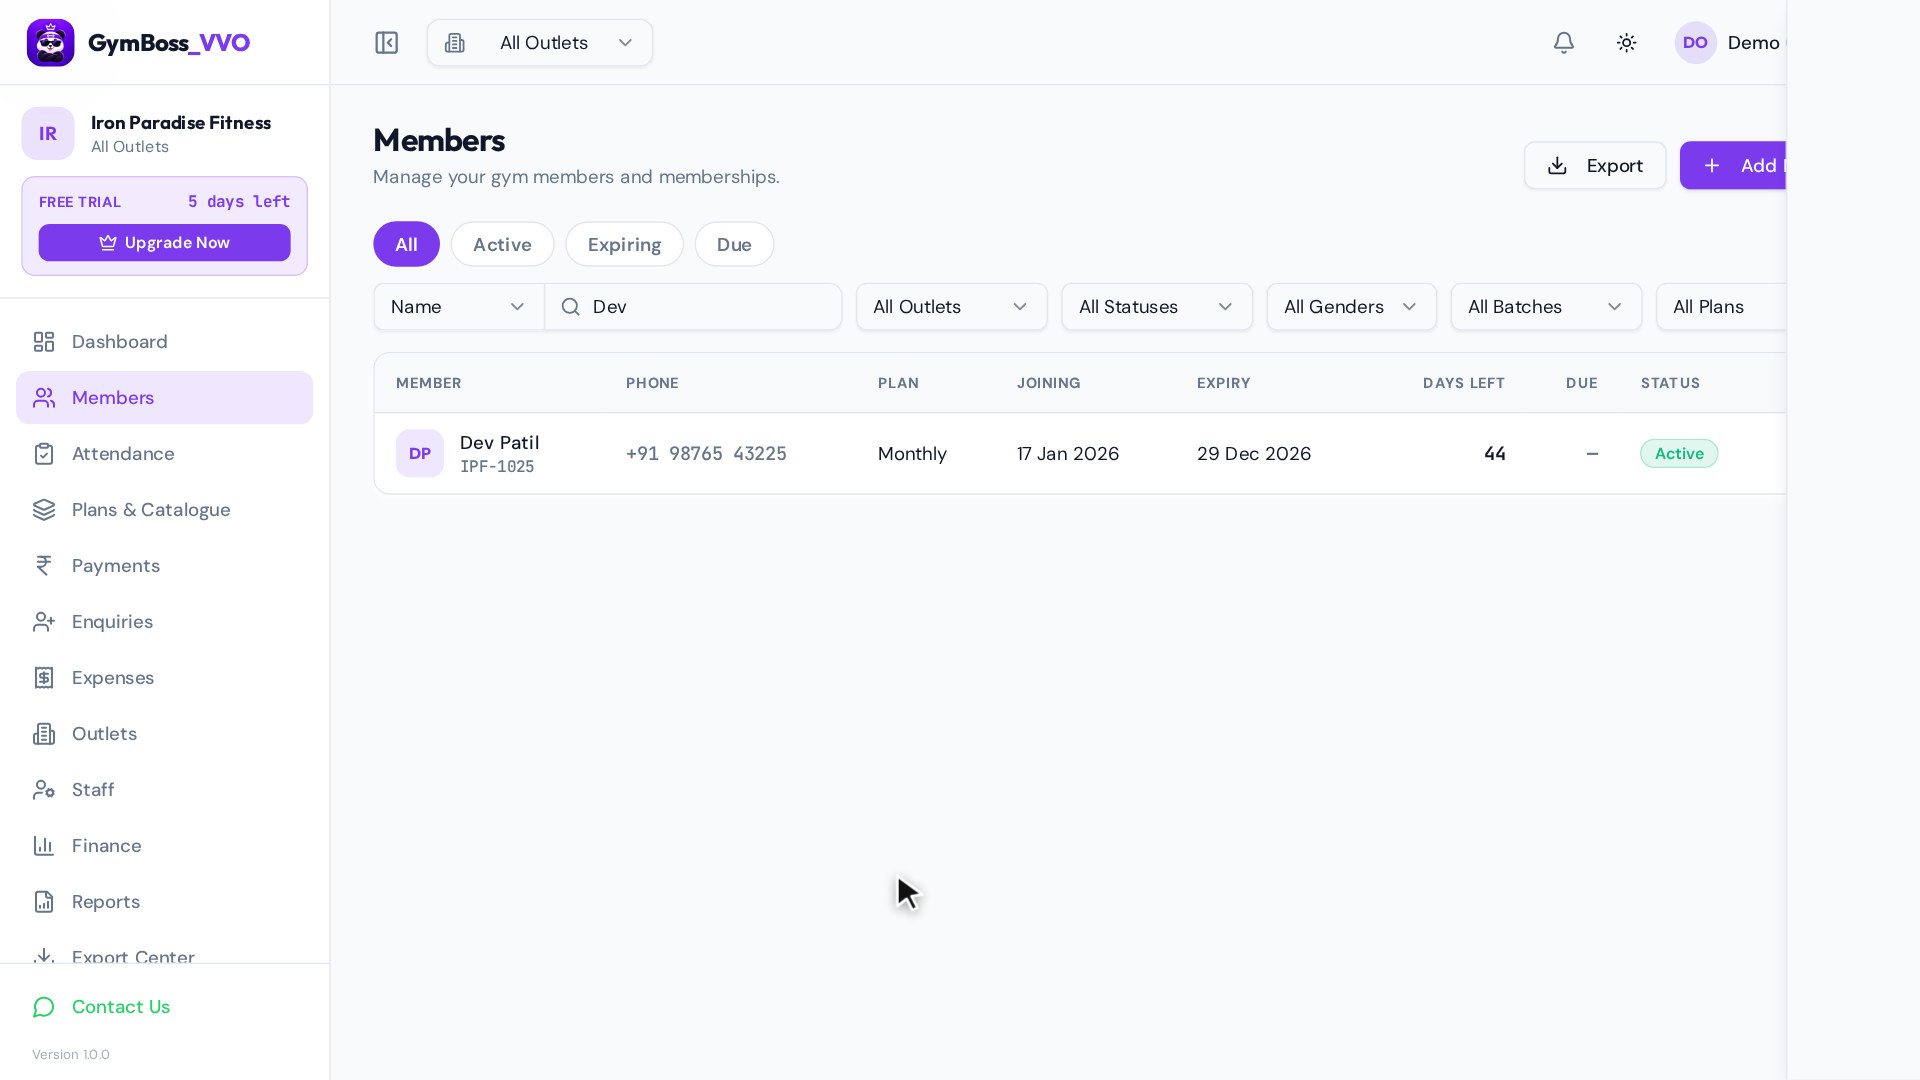 GymBoss_VVO
All Outlets
DO
Demo
IR
Iron Paradise Fitness
All Outlets
FREE TRIAL
5 days left
Upgrade Now
Dashboard
Members
Attendance
Plans & Catalogue
Payments
Enquiries
Expenses
Outlets
Staff
Finance
Reports
Export Center
Contact Us
Version 1.0.0
Members
Manage your gym members and memberships.
Export
Add
All
Active
Expiring
Due
Name
Dev
All Outlets
All Statuses
All Genders
All Batches
All Plans
MEMBER
PHONE
PLAN
JOINING
EXPIRY
DAYS LEFT
DUE
STATUS
DP
Dev Patil
IPF-1025
+91 98765 43225
Monthly
17 Jan 2026
29 Dec 2026
44
—
Active